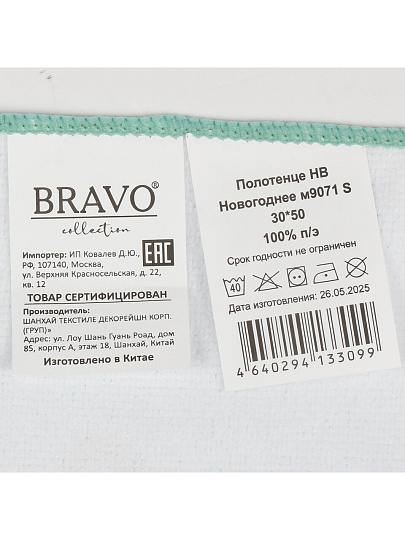 BRAVO®
collection
Импортер: ИП Ковалев Д.Ю.,
РФ, 107140, Москва,
ул. Верхняя Красносельская, д. 22,
кв. 12
EAC
ТОВАР СЕРТИФИЦИРОВАН
Производитель:
ШАНХАЙ ТЕКСТИЛЕ ДЕКОРЕЙШН КОРП.
(ГРУП)»
Адрес: ул. Лоу Шань Гуань Роад, дом
85, корпус А, этаж 18, Шанхай, Китай
Изготовлено в Китае
Полотенце НВ
Новогоднее м9071 S
30*50
100% п/э
Срок годности не ограничен
40
Дата изготовления: 26.05.2025
4 640294 133099